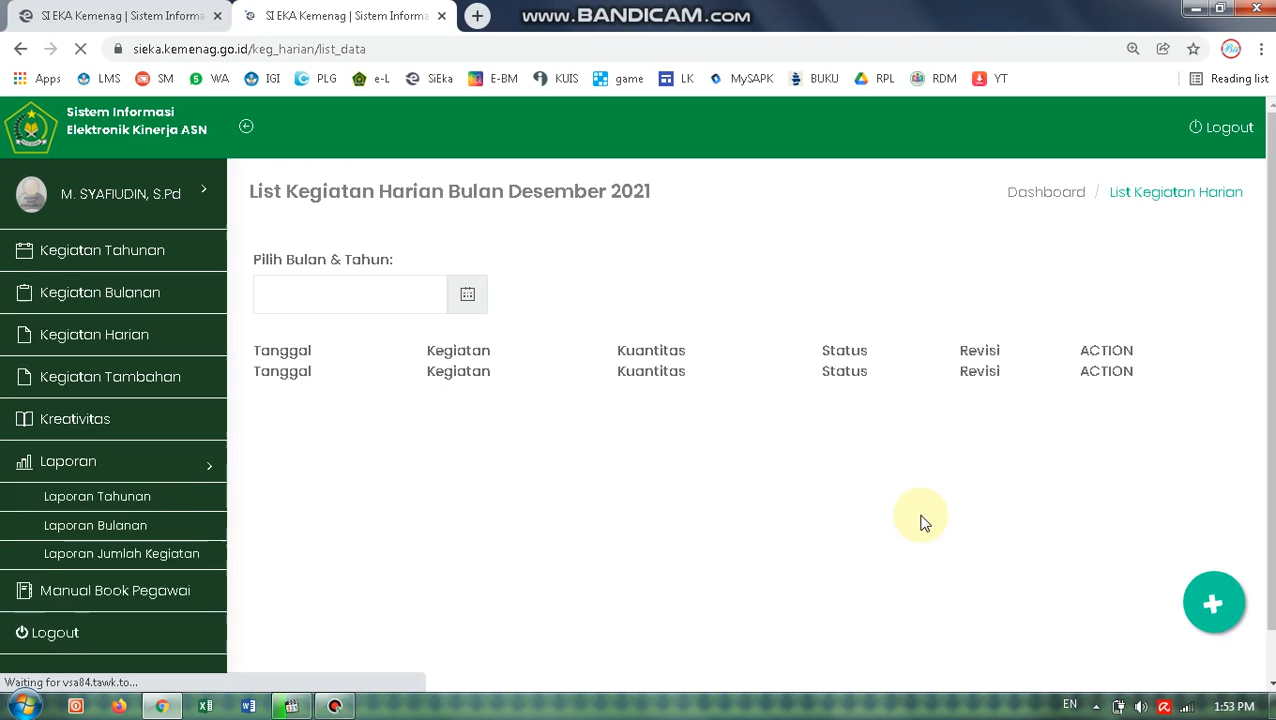 SI EKA Kemenag | Sistem Informa
SI EKA Kemenag | Sistem Informa
www.BANDICAM.com
sieka.kemenag.go.id/keg_harian/list_data
Apps LMS SM WA IGI PLG e-L SiEka E-BM KUIS game LK MySAPK BUKU RPL RDM YT Reading list
Sistem Informasi
Elektronik Kinerja ASN
Logout
M. SYAFIUDIN, S.Pd
List Kegiatan Harian Bulan Desember 2021
Dashboard / List Kegiatan Harian
Kegiatan Tahunan
Kegiatan Bulanan
Kegiatan Harian
Kegiatan Tambahan
Kreativitas
Laporan
Laporan Tahunan
Laporan Bulanan
Laporan Jumlah Kegiatan
Manual Book Pegawai
Logout
Pilih Bulan & Tahun:
Tanggal Kegiatan Kuantitas Status Revisi ACTION
Tanggal Kegiatan Kuantitas Status Revisi ACTION
Waiting for vsa84.tawk.to...
EN
1:53 PM